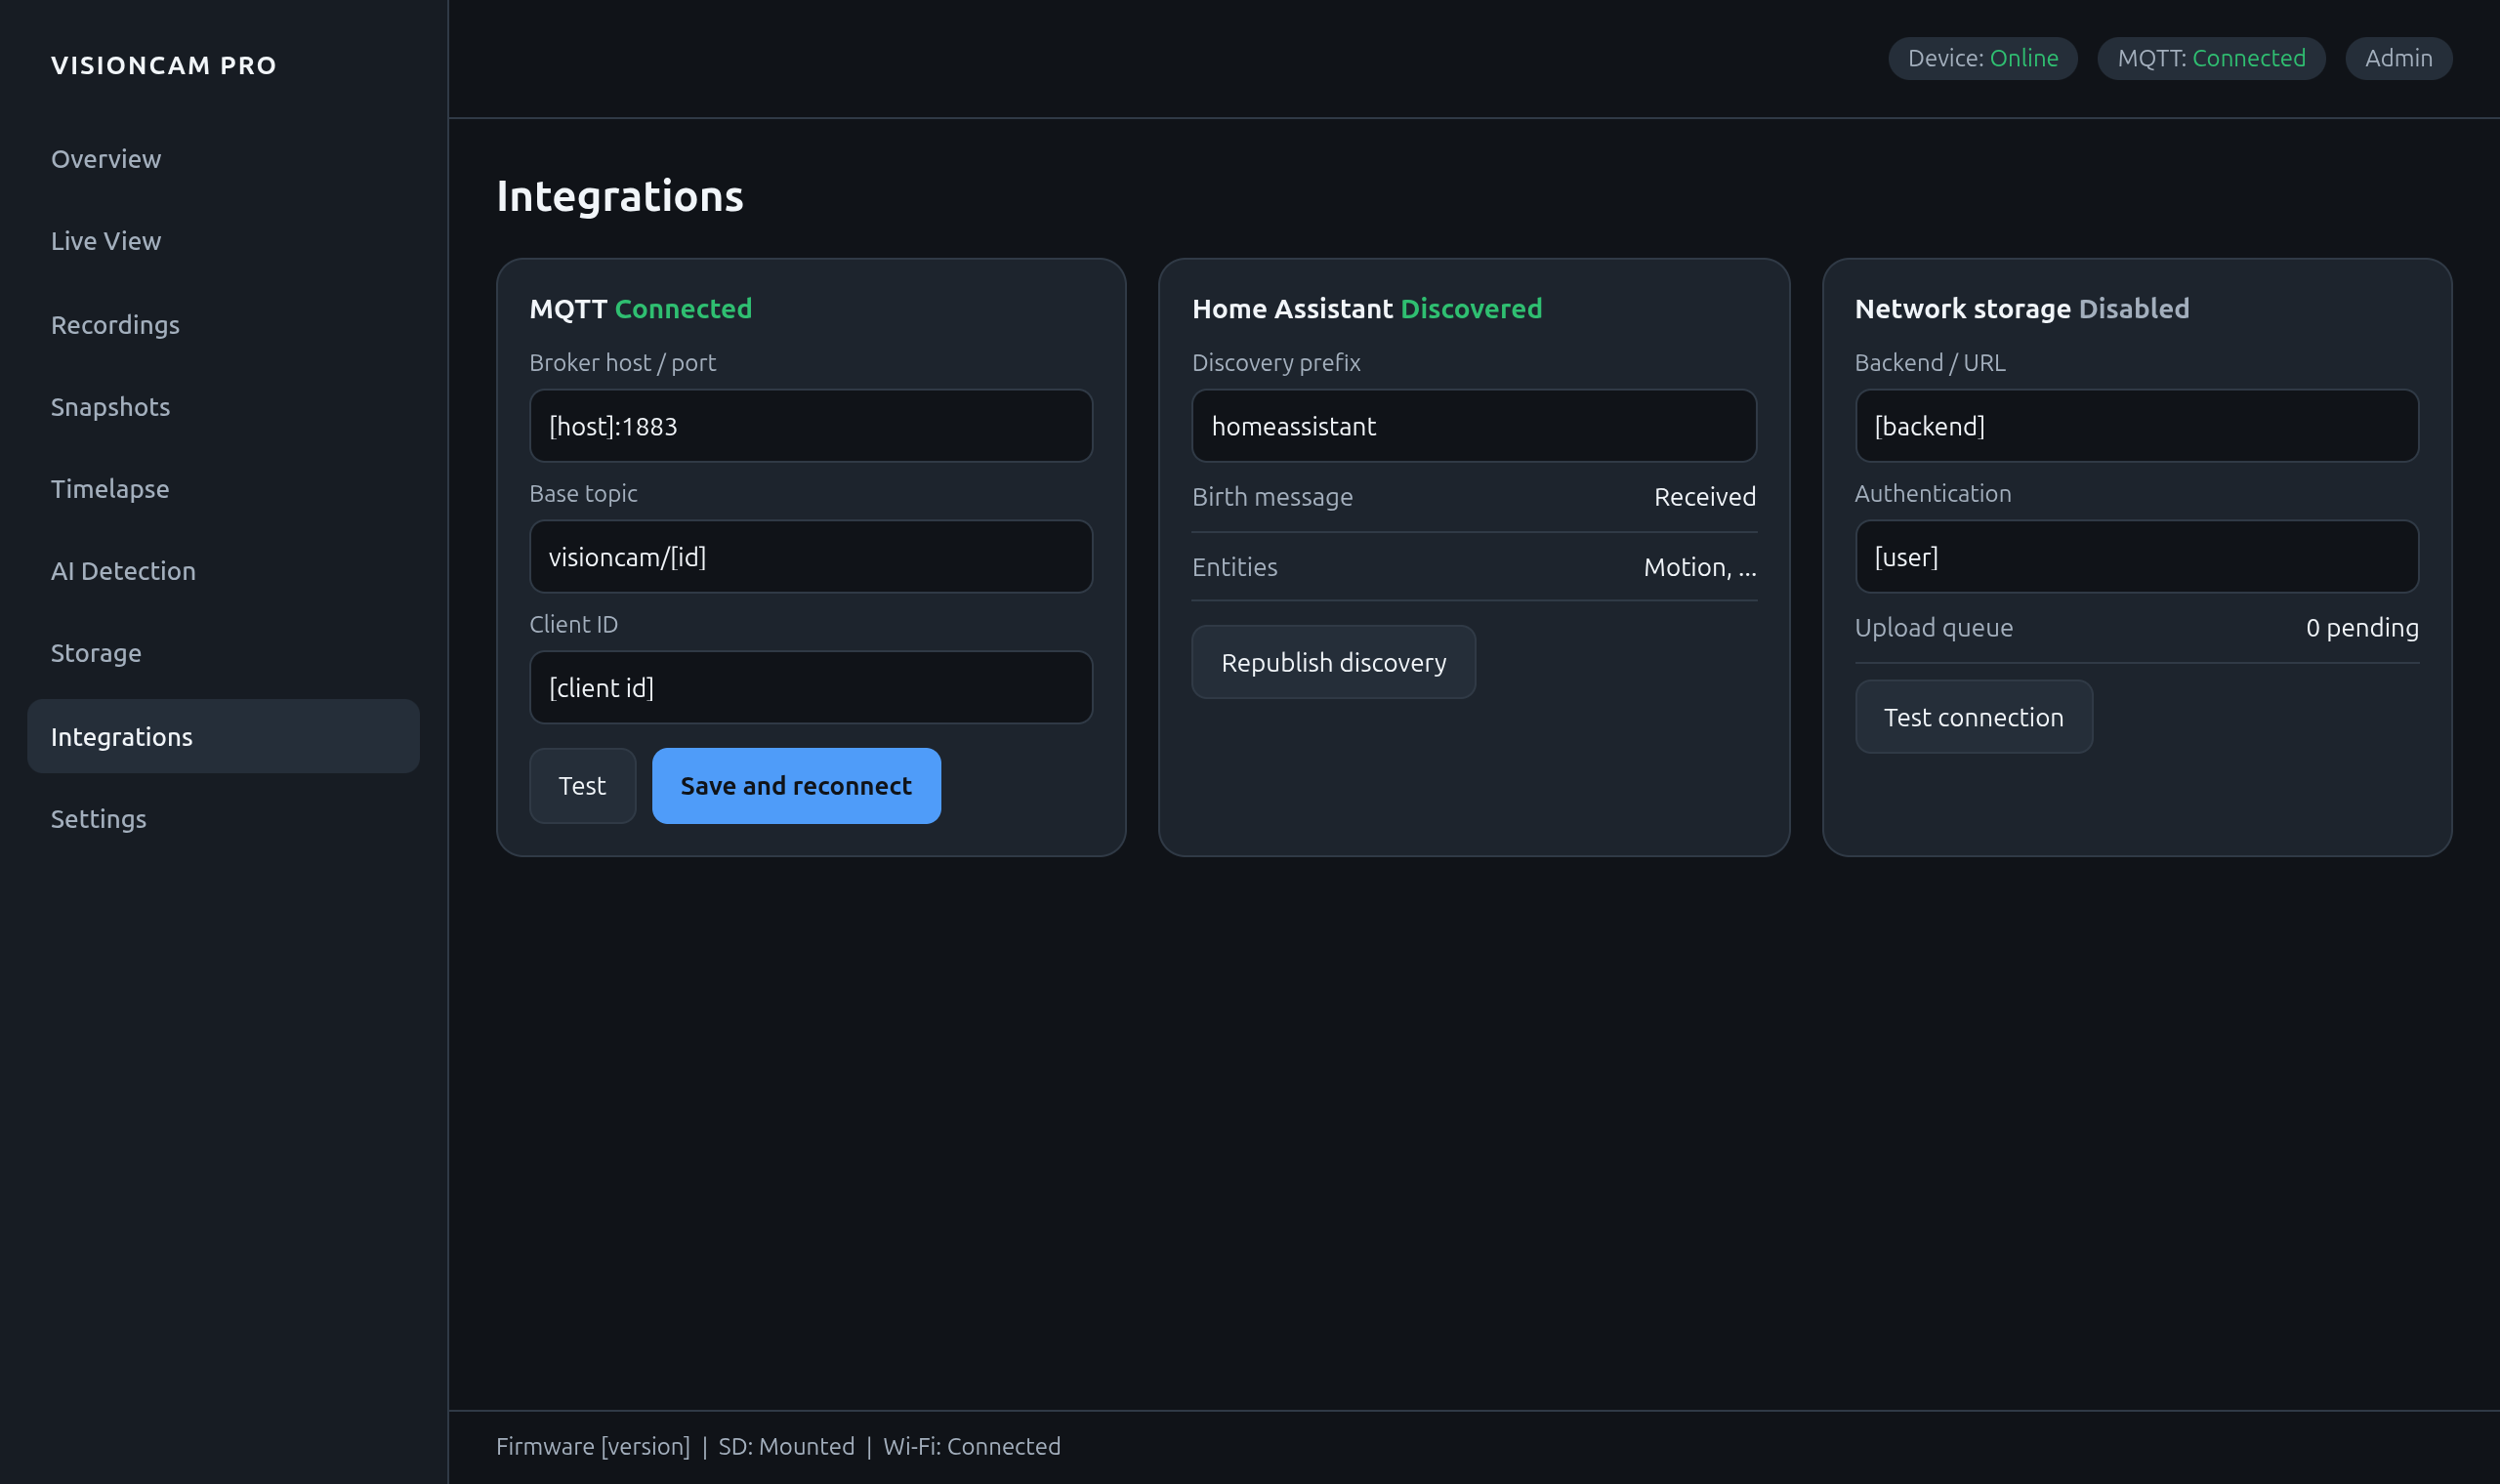 VISIONCAM PRO
Overview
Live View
Recordings
Snapshots
Timelapse
AI Detection
Storage
Integrations
Settings
Device: Online
MQTT: Connected
Admin
Integrations
MQTT Connected
Broker host / port
[host]:1883
Base topic
visioncam/[id]
Client ID
[client id]
Test
Save and reconnect
Home Assistant Discovered
Discovery prefix
homeassistant
Birth message Received
Entities Motion, ...
Republish discovery
Network storage Disabled
Backend / URL
[backend]
Authentication
[user]
Upload queue 0 pending
Test connection
Firmware [version] | SD: Mounted | Wi-Fi: Connected